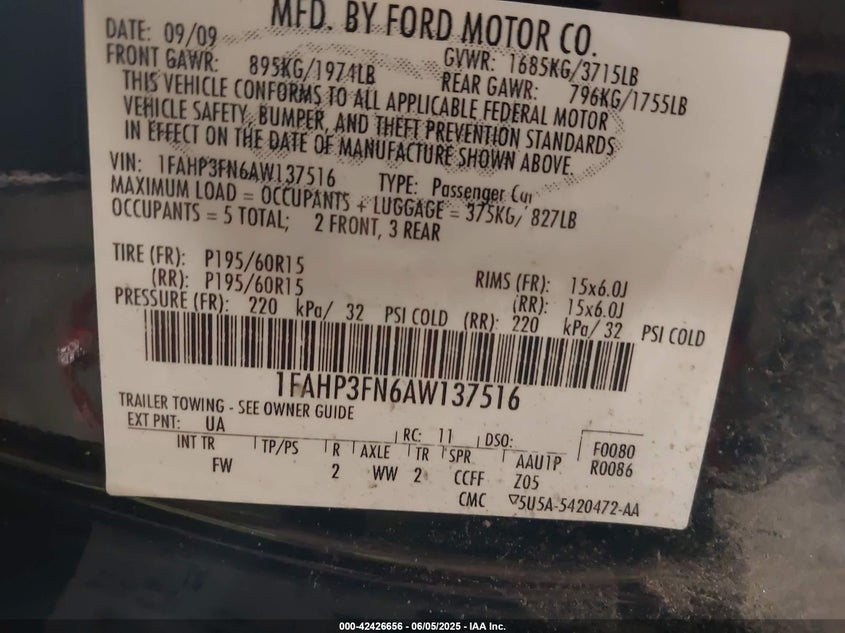 MFD. BY FORD MOTOR CO.
DATE: 09/09 GVWR: 1685KG/3715LB
FRONT GAWR: 895KG/1974LB REAR GAWR: 796KG/1755LB
THIS VEHICLE CONFORMS TO ALL APPLICABLE FEDERAL MOTOR
VEHICLE SAFETY, BUMPER, AND THEFT PREVENTION STANDARDS
IN EFFECT ON THE DATE OF MANUFACTURE SHOWN ABOVE.
VIN: 1FAHP3FN6AW137516 TYPE: Passenger Car
MAXIMUM LOAD = OCCUPANTS + LUGGAGE = 375KG/ 827LB
OCCUPANTS = 5 TOTAL; 2 FRONT, 3 REAR
TIRE (FR): P195/60R15 RIMS (FR): 15x6.0J
(RR): P195/60R15 (RR): 15x6.0J
PRESSURE (FR): 220 kPa/ 32 PSI COLD (RR): 220 kPa/ 32 PSI COLD
1FAHP3FN6AW137516
TRAILER TOWING - SEE OWNER GUIDE
EXT PNT: UA RC: 11 DSO: F0080
INT TR TP/PS R AXLE TR SPR AAU1P R0086
FW 2 WW 2 CCFF Z05
CMC ▽5U5A-5420472-AA
000-42426656 - 06/05/2025 - IAA Inc.